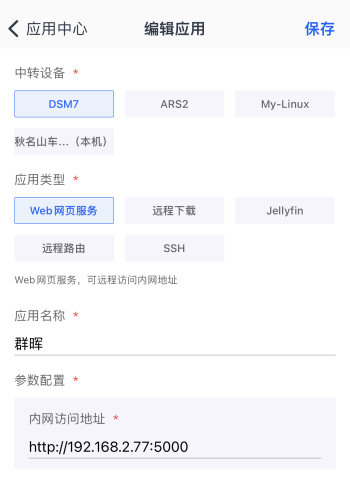 应用中心 编辑应用 保存
中转设备 *
DSM7 ARS2 My-Linux
秋名山车...（本机）
应用类型 *
Web网页服务 远程下载 Jellyfin
远程路由 SSH
Web网页服务，可远程访问内网地址
应用名称 *
群晖
参数配置 *
内网访问地址 *
http://192.168.2.77:5000